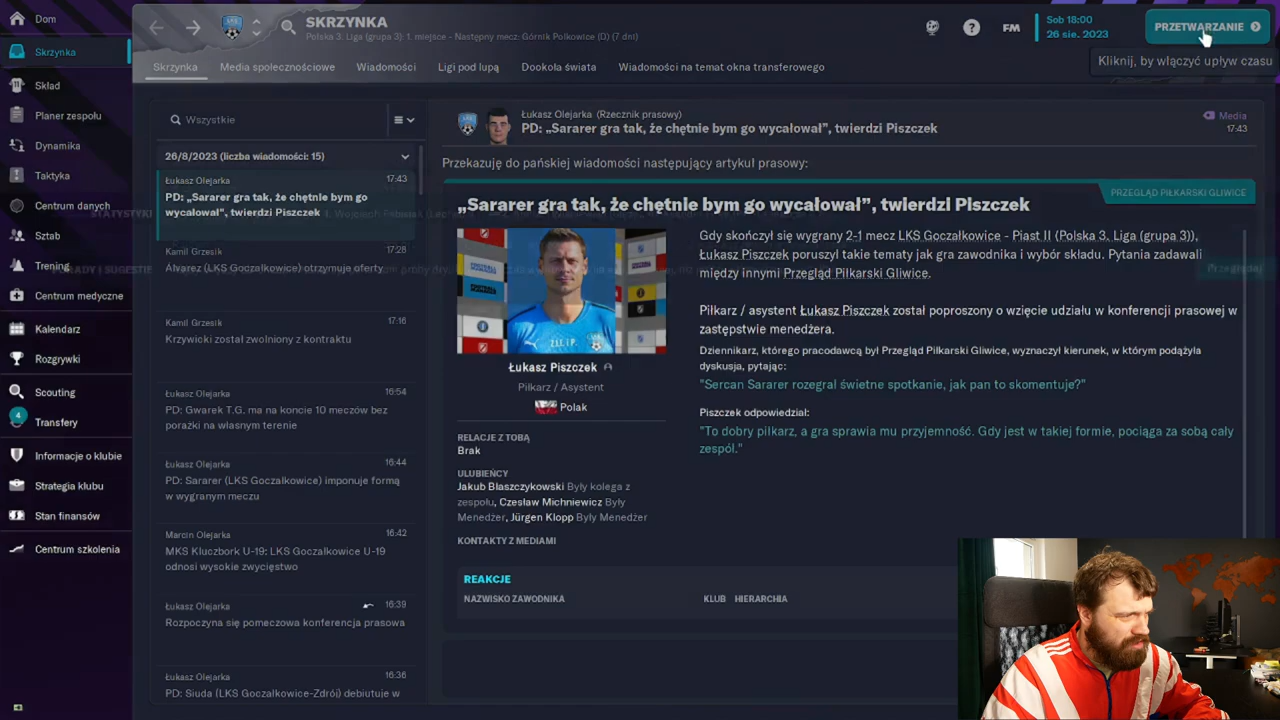 Dom
Skrzynka
Skład
Planer zespołu
Dynamika
Taktyka
Centrum danych
Sztab
Trening
Centrum medyczne
Kalendarz
Rozgrywki
Scouting
4
Transfery
Informacje o klubie
Strategia klubu
Stan finansów
Centrum szkolenia
SKRZYNKA
Polska 3. Liga (grupa 3): 1. miejsce - Następny mecz: Górnik Polkowice (D) (7 dni)
FM
Sob 18:00
26 sie. 2023
PRZETWARZANIE
Kliknij, by włączyć upływ czasu
Skrzynka
Media społecznościowe
Wiadomości
Ligi pod lupą
Dookoła świata
Wiadomości na temat okna transferowego
Wszystkie
26/8/2023 (liczba wiadomości: 15)
Łukasz Olejarka 17:43
PD: „Sararer gra tak, że chętnie bym go
wycałował”, twierdzi Piszczek
Kamil Grzesik 17:28
Alvarez (LKS Goczałkowice) otrzymuje oferty
Kamil Grzesik 17:16
Krzywicki został zwolniony z kontraktu
Łukasz Olejarka 16:54
PD: Gwarek T.G. ma na koncie 10 meczów bez
porażki na własnym terenie
Łukasz Olejarka 16:44
PD: Sararer (LKS Goczałkowice) imponuje formą
w wygranym meczu
Marcin Olejarka 16:42
MKS Kluczbork U-19: LKS Goczałkowice U-19
odnosi wysokie zwycięstwo
Łukasz Olejarka 16:39
Rozpoczyna się pomeczowa konferencja prasowa
Łukasz Olejarka 16:36
PD: Siuda (LKS Goczałkowice-Zdrój) debiutuje w
Łukasz Olejarka (Rzecznik prasowy)
PD: „Sararer gra tak, że chętnie bym go wycałował”, twierdzi Piszczek
Media
17:43
Przekazuję do pańskiej wiadomości następujący artykuł prasowy:
PRZEGLĄD PIŁKARSKI GLIWICE
„Sararer gra tak, że chętnie bym go wycałował”, twierdzi Piszczek
Gdy skończył się wygrany 2-1 mecz LKS Goczałkowice - Piast II (Polska 3. Liga (grupa 3)),
Łukasz Piszczek poruszył takie tematy jak gra zawodnika i wybór składu. Pytania zadawali
między innymi Przegląd Piłkarski Gliwice.
Piłkarz / asystent Łukasz Piszczek został poproszony o wzięcie udziału w konferencji prasowej w
zastępstwie menedżera.
Dziennikarz, którego pracodawcą był Przegląd Piłkarski Gliwice, wyznaczył kierunek, w którym podążyła
dyskusja, pytając:
"Sercan Sararer rozegrał świetne spotkanie, jak pan to skomentuje?"
Piszczek odpowiedział:
"To dobry piłkarz, a gra sprawia mu przyjemność. Gdy jest w takiej formie, pociąga za sobą cały
zespół."
Łukasz Piszczek
Piłkarz / Asystent
Polak
RELACJE Z TOBĄ
Brak
ULUBIEŃCY
Jakub Błaszczykowski Były kolega z
zespołu, Czesław Michniewicz Były
Menedżer, Jürgen Klopp Były Menedżer
KONTAKTY Z MEDIAMI
REAKCJE
NAZWISKO ZAWODNIKA KLUB HIERARCHIA